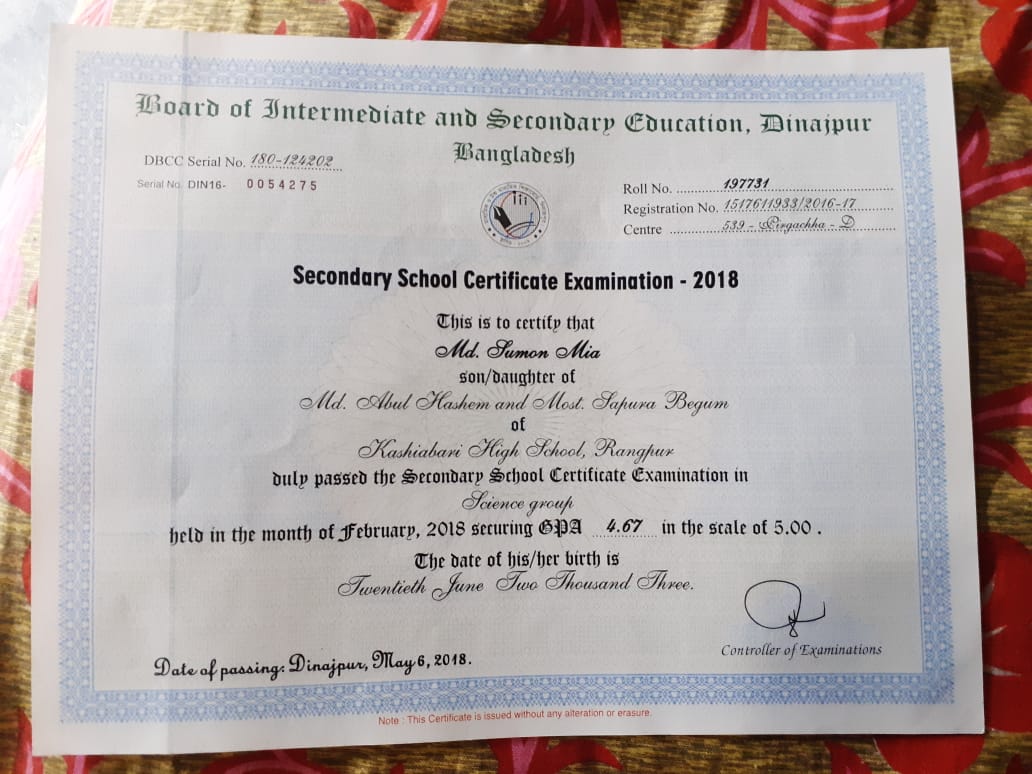 Board of Intermediate and Secondary Education, Dinajpur
Bangladesh
DBCC Serial No. 180-124202
Serial No. DIN16- 0054275
Roll No. 197731
Registration No. 1517611933/2016-17
Centre 539 - Pirgachha - D
Secondary School Certificate Examination - 2018
This is to certify that
Md. Sumon Mia
son/daughter of
Md. Abul Hashem and Most. Sapura Begum
of
Kashiabari High School, Rangpur
duly passed the Secondary School Certificate Examination in
Science group
held in the month of February, 2018 securing GPA 4.67 in the scale of 5.00 .
The date of his/her birth is
Twentieth June Two Thousand Three.
Controller of Examinations
Date of passing: Dinajpur, May 6, 2018.
Note : This Certificate is issued without any alteration or erasure.